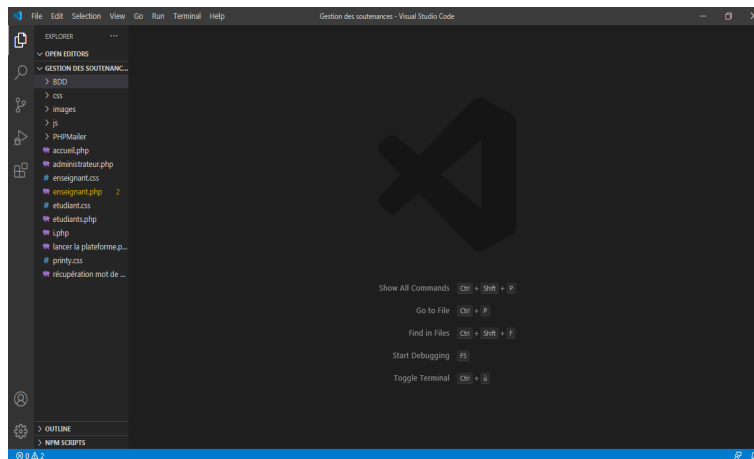 File Edit Selection View Go Run Terminal Help Gestion des soutenances - Visual Studio Code
EXPLORER ...
OPEN EDITORS
GESTION DES SOUTENANC...
BDD
css
images
js
PHPMailer
accueil.php
administrateur.php
# enseignant.css
enseignant.php 2
# etudiant.css
etudiants.php
i.php
lancer la plateforme.p...
# printy.css
récupération mot de ...
Show All Commands Ctrl + Shift + P
Go to File Ctrl + P
Find in Files Ctrl + Shift + F
Start Debugging F5
Toggle Terminal Ctrl + ù
OUTLINE
NPM SCRIPTS
0 2